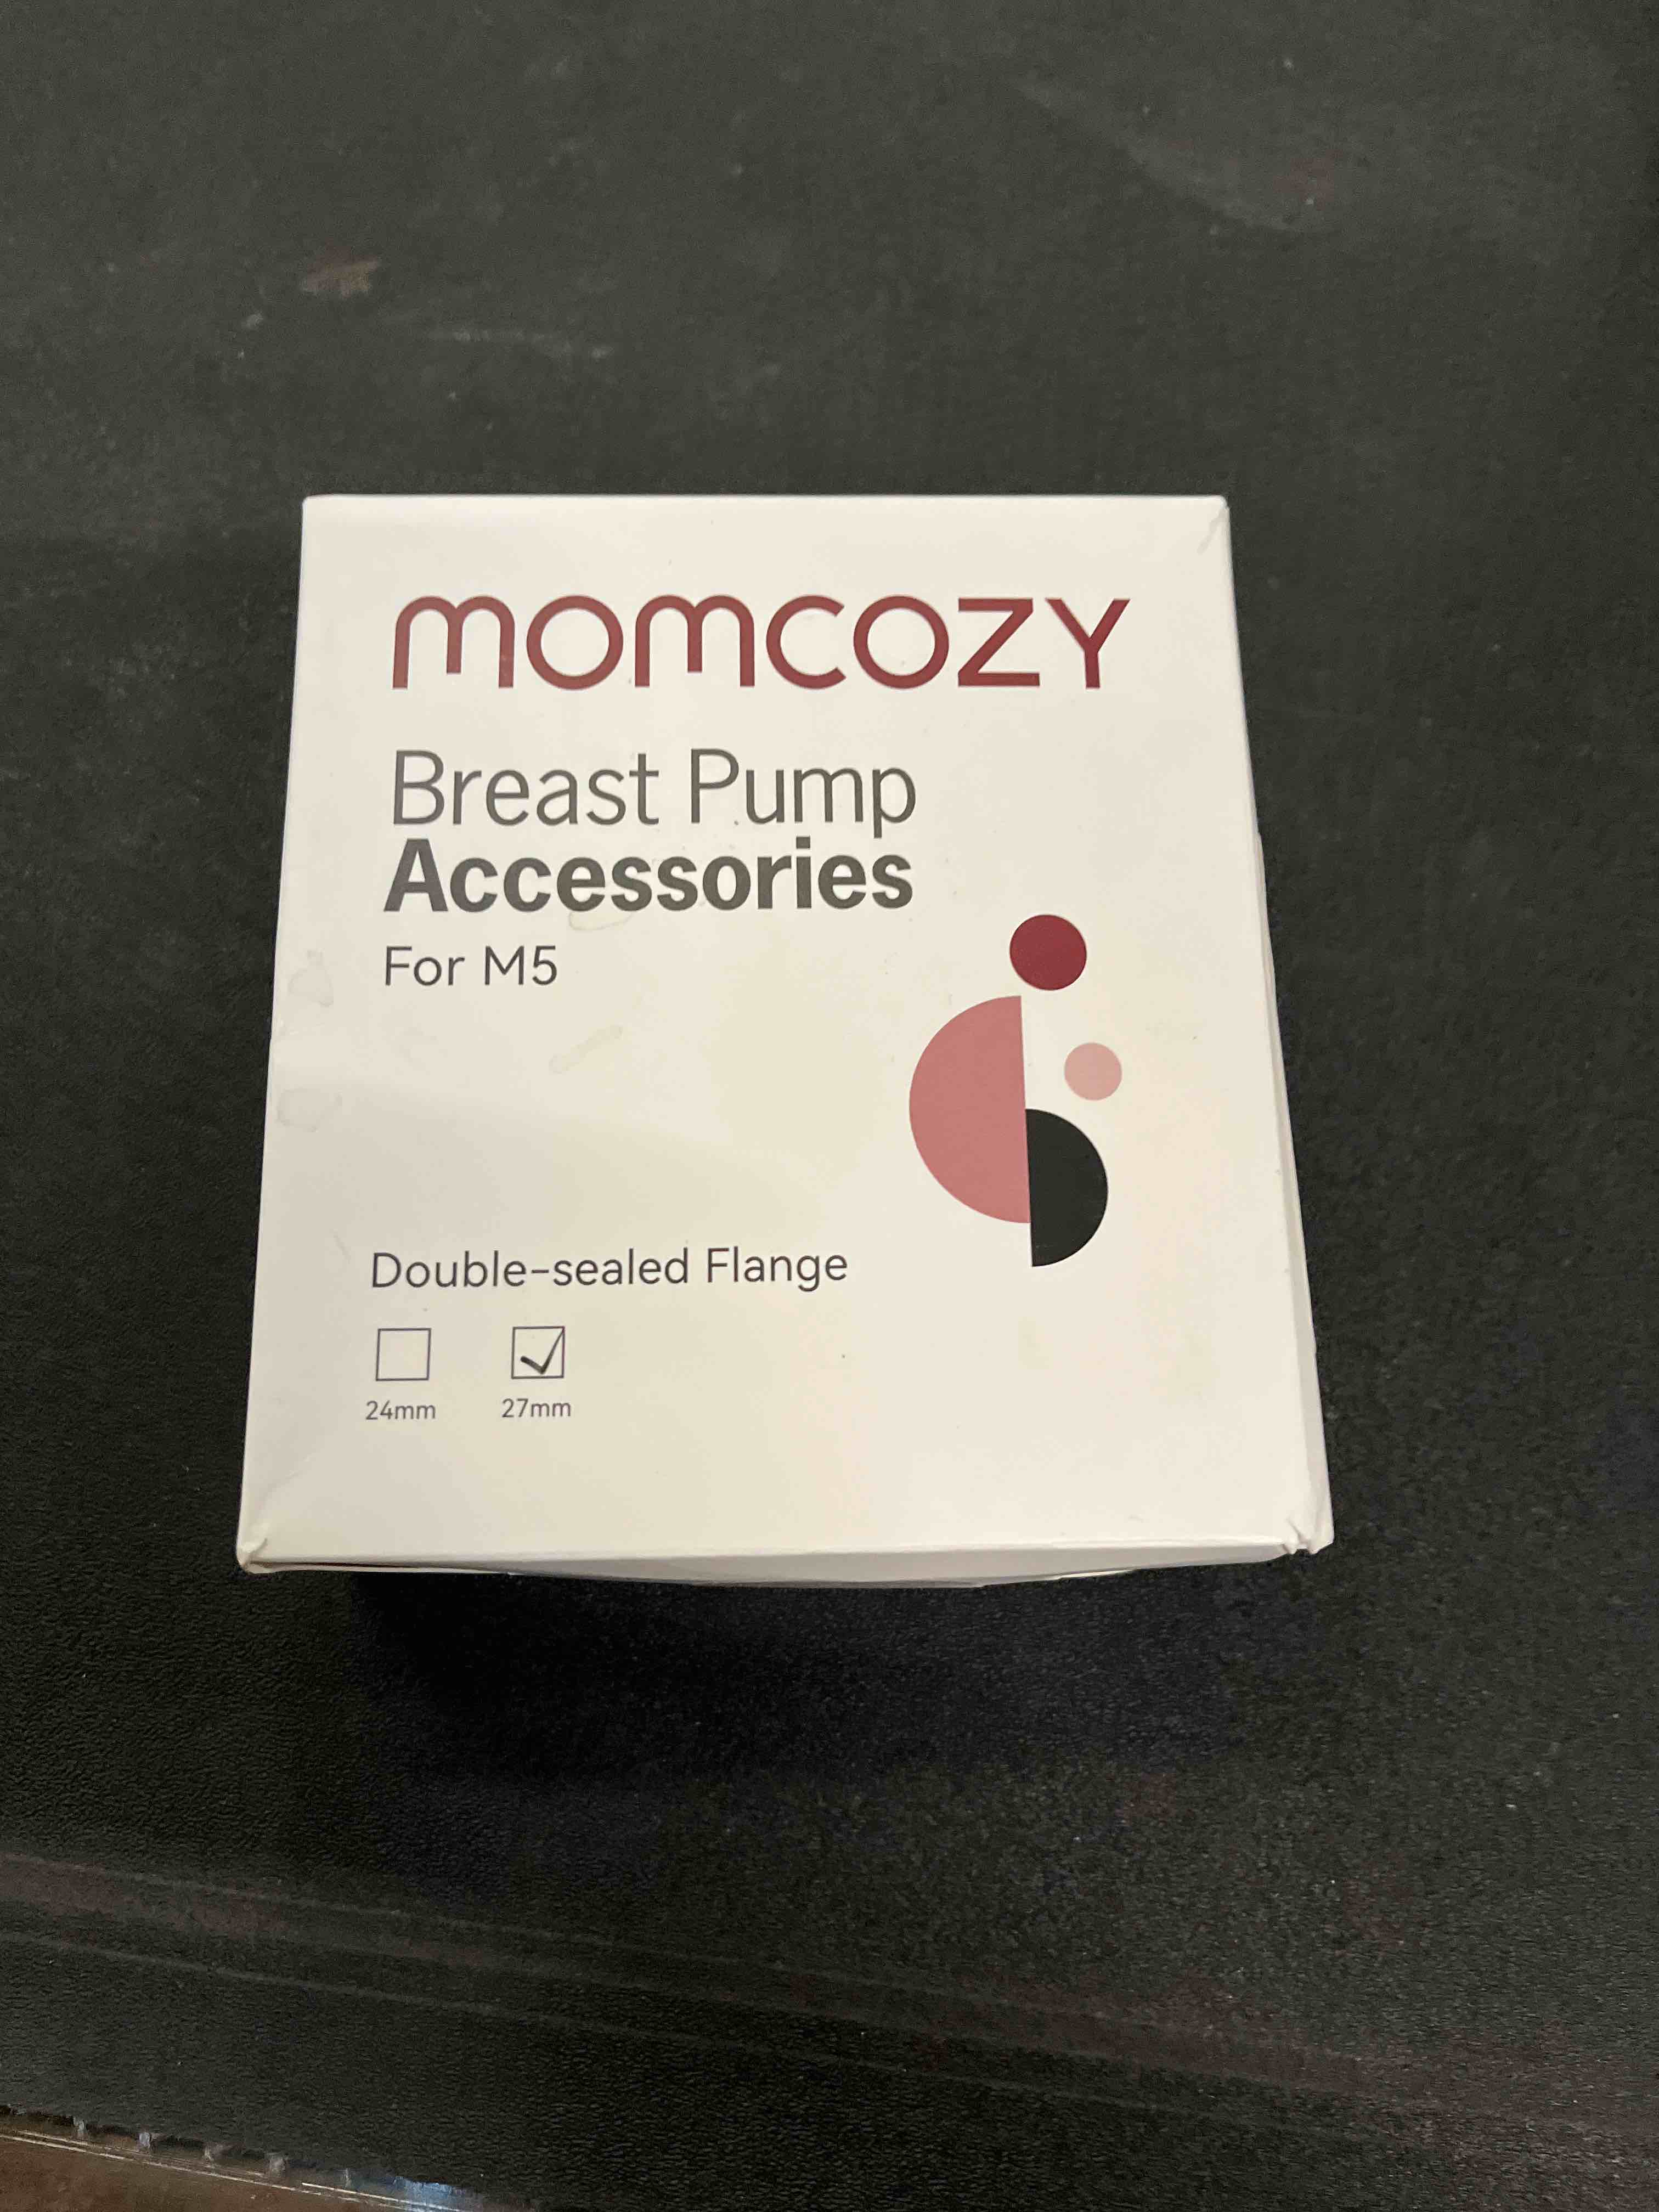 momcozy
Breast Pump
Accessories
For M5
Double-sealed Flange
24mm 27mm